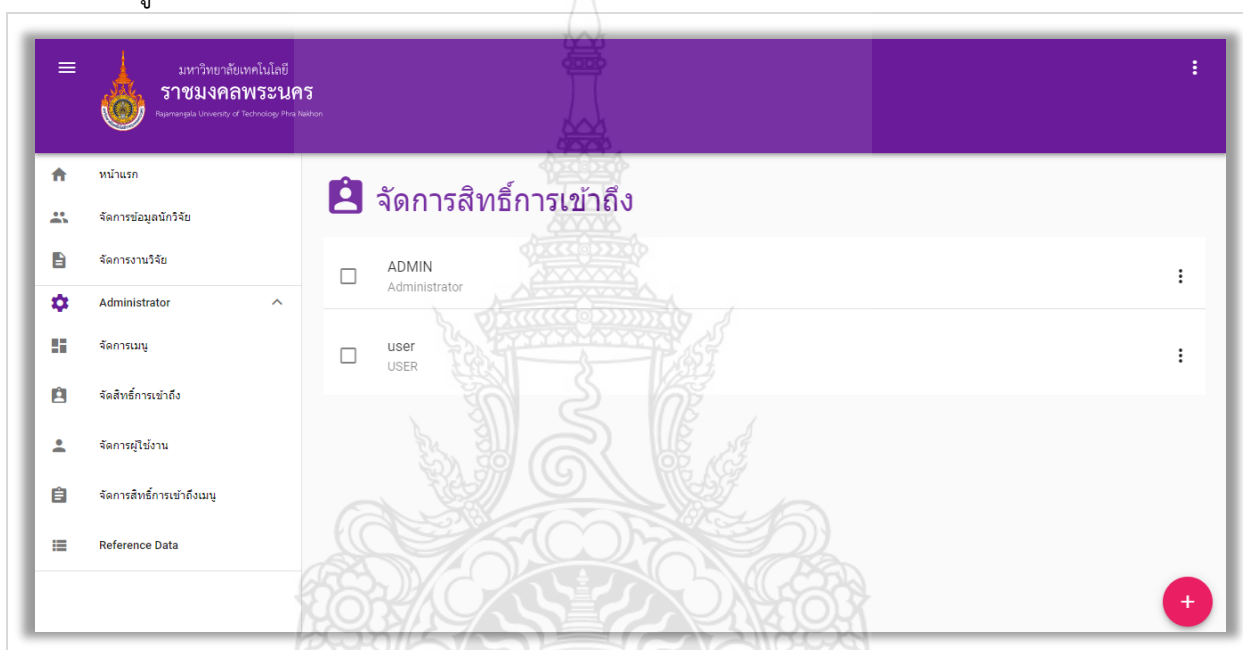 มหาวิทยาลัยเทคโนโลยี
ราชมงคลพระนคร
Rajamangala University of Technology Phra Nakhon
หน้าแรก
จัดการข้อมูลนักวิจัย
จัดการงานวิจัย
Administrator
จัดการเมนู
จัดสิทธิ์การเข้าถึง
จัดการผู้ใช้งาน
จัดการสิทธิ์การเข้าถึงเมนู
Reference Data
จัดการสิทธิ์การเข้าถึง
ADMIN
Administrator
user
USER